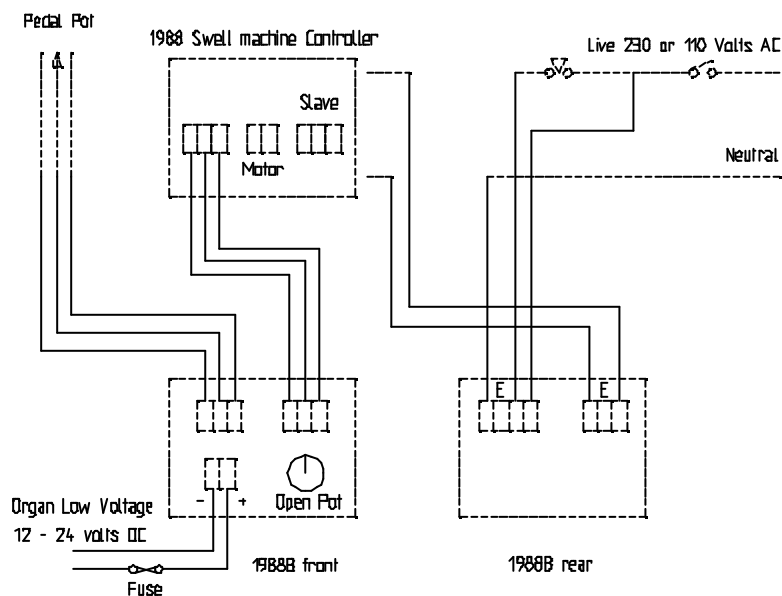 Pedal Pot
1988 Swell machine Controller
Live 230 or 110 Volts AC
Slave
Motor
Neutral
E
E
- +
Open Pot
Organ Low Voltage
12 - 24 volts DC
Fuse
1988B front
1988B rear